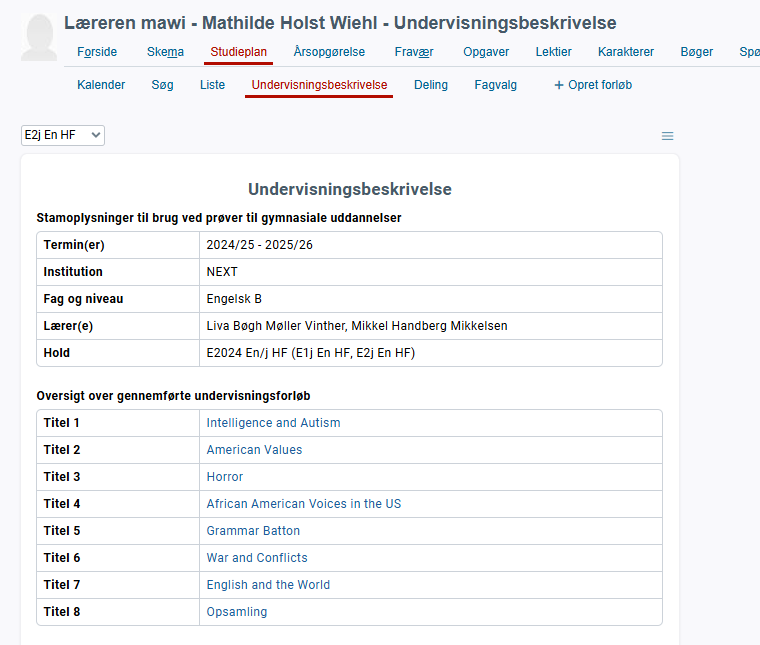 Læreren mawi - Mathilde Holst Wiehl - Undervisningsbeskrivelse
Forside Skema Studieplan Årsopgørelse Fravær Opgaver Lektier Karakterer Bøger Spø
Kalender Søg Liste Undervisningsbeskrivelse Deling Fagvalg + Opret forløb
E2j En HF
Undervisningsbeskrivelse
Stamoplysninger til brug ved prøver til gymnasiale uddannelser
Termin(er) 2024/25 - 2025/26
Institution NEXT
Fag og niveau Engelsk B
Lærer(e) Liva Bøgh Møller Vinther, Mikkel Handberg Mikkelsen
Hold E2024 En/j HF (E1j En HF, E2j En HF)
Oversigt over gennemførte undervisningsforløb
Titel 1 Intelligence and Autism
Titel 2 American Values
Titel 3 Horror
Titel 4 African American Voices in the US
Titel 5 Grammar Batton
Titel 6 War and Conflicts
Titel 7 English and the World
Titel 8 Opsamling